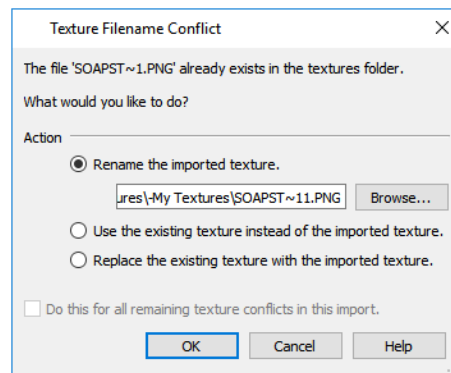 Texture Filename Conflict
The file 'SOAPST~1.PNG' already exists in the textures folder.
What would you like to do?
Action
Rename the imported texture.
ures\-My Textures\SOAPST~11.PNG Browse...
Use the existing texture instead of the imported texture.
Replace the existing texture with the imported texture.
Do this for all remaining texture conflicts in this import.
OK Cancel Help